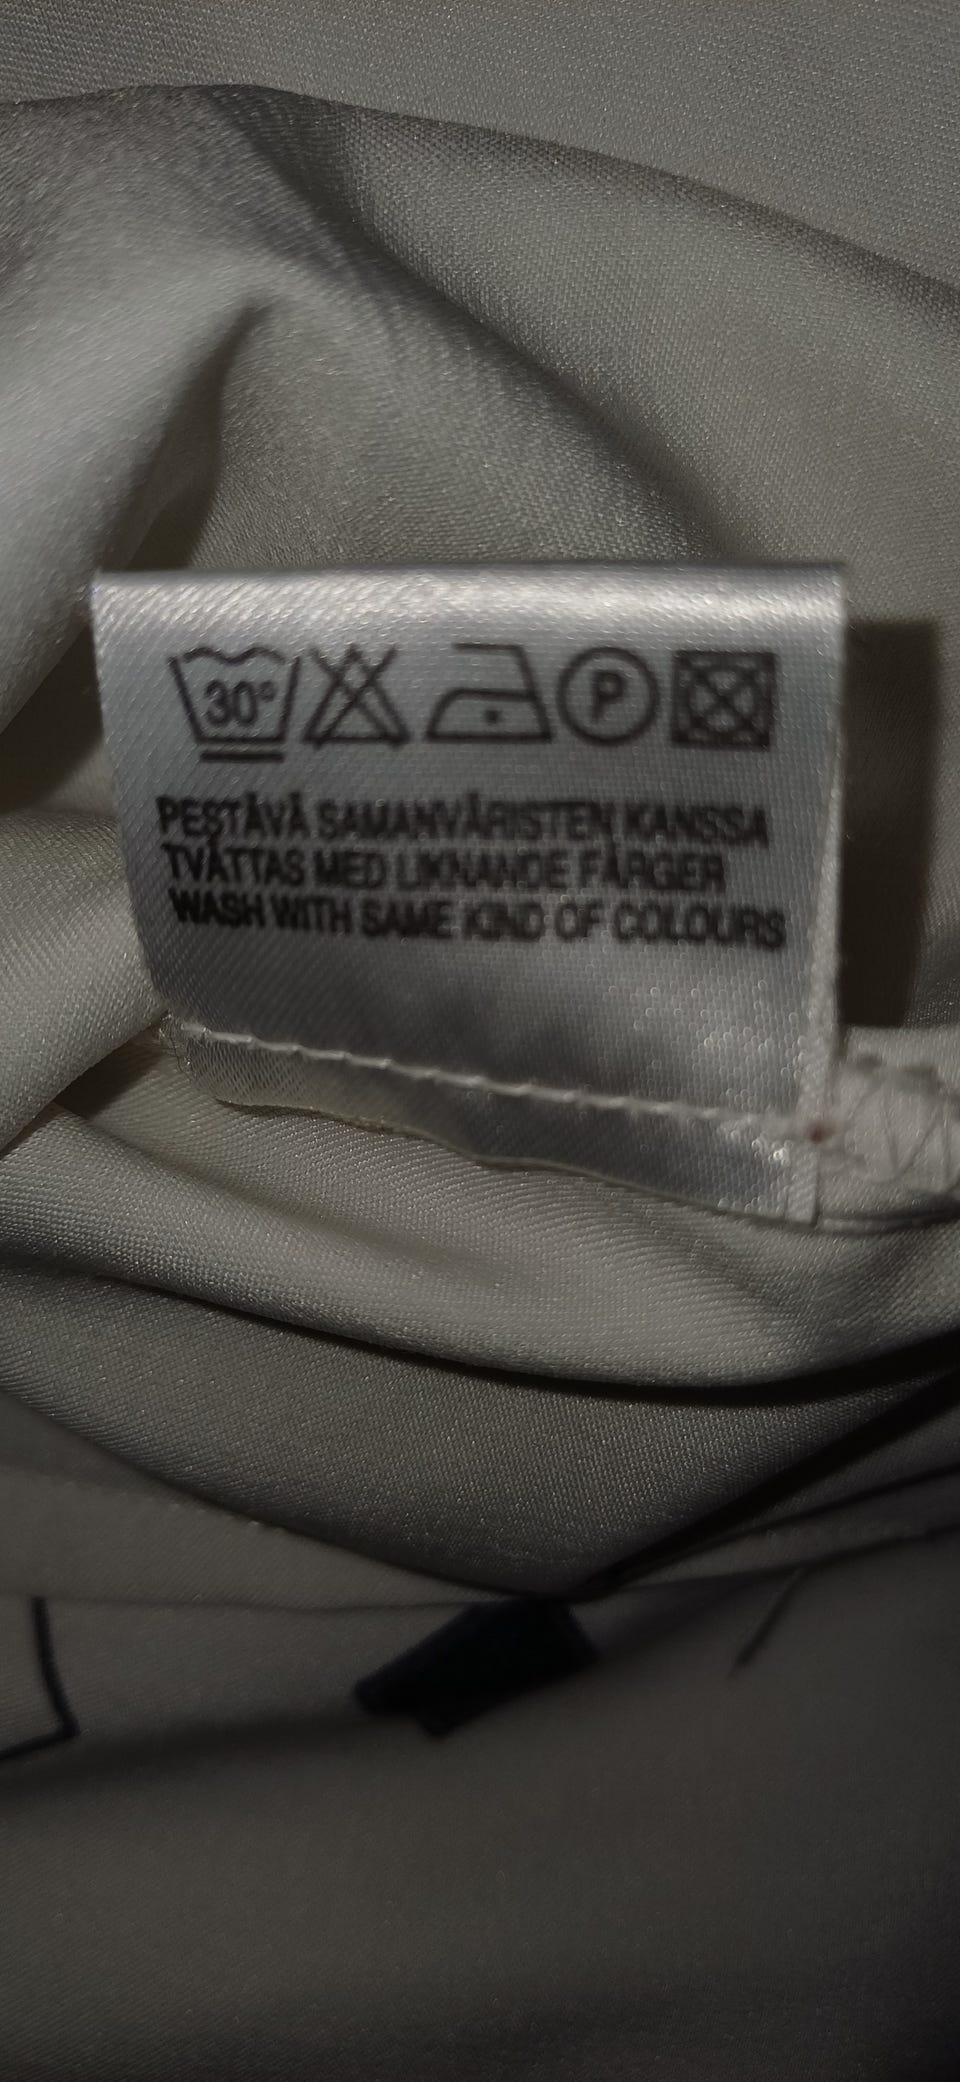 30°
P
PESTÄVÄ SAMANVÄRISTEN KANSSA
TVÄTTAS MED LIKNANDE FÄRGER
WASH WITH SAME KIND OF COLOURS